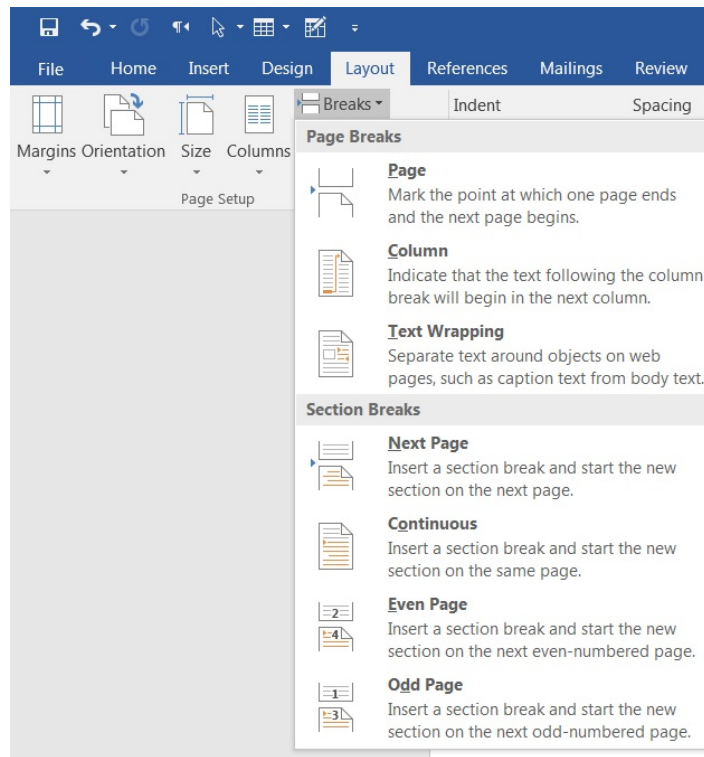 File Home Insert Design Layout References Mailings Review
Breaks Indent Spacing
Margins Orientation Size Columns
Page Setup
Page Breaks
Page
Mark the point at which one page ends
and the next page begins.
Column
Indicate that the text following the column
break will begin in the next column.
Text Wrapping
Separate text around objects on web
pages, such as caption text from body text.
Section Breaks
Next Page
Insert a section break and start the new
section on the next page.
Continuous
Insert a section break and start the new
section on the same page.
2
4
Even Page
Insert a section break and start the new
section on the next even-numbered page.
1
3
Odd Page
Insert a section break and start the new
section on the next odd-numbered page.